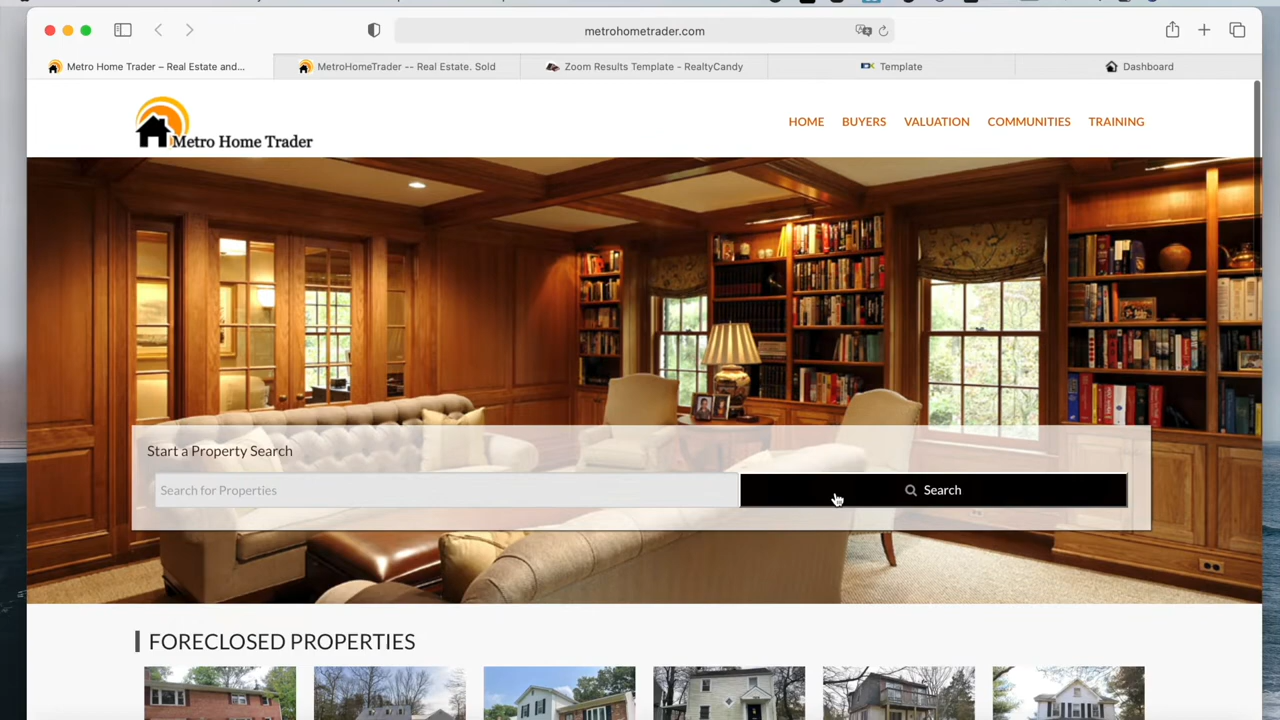 metrohometrader.com
Metro Home Trader – Real Estate and...
MetroHomeTrader -- Real Estate. Sold
Zoom Results Template - RealtyCandy
Template
Dashboard
Metro Home Trader
HOME BUYERS VALUATION COMMUNITIES TRAINING
Start a Property Search
Search for Properties
Search
FORECLOSED PROPERTIES